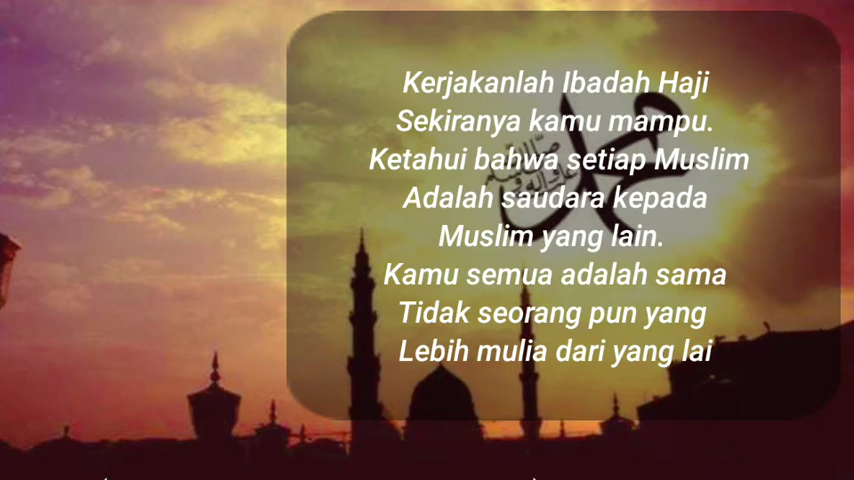 Kerjakanlah Ibadah Haji
Sekiranya kamu mampu.
Ketahui bahwa setiap Muslim
Adalah saudara kepada
Muslim yang lain.
Kamu semua adalah sama
Tidak seorang pun yang
Lebih mulia dari yang lai